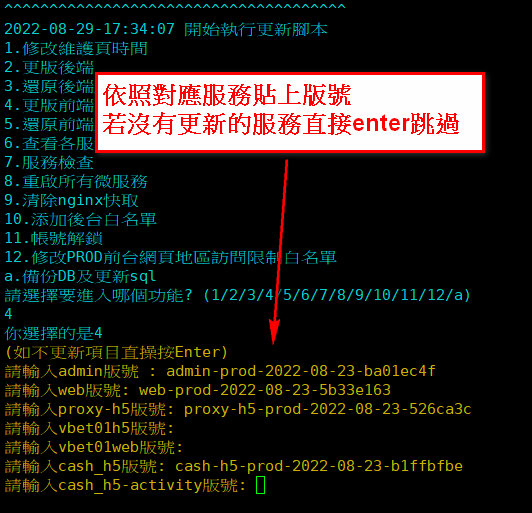 ^^^^^^^^^^^^^^^^^^^^^^^^^^^^^^^^^^^^^^
2022-08-29-17:34:07 開始執行更新腳本
1.修改維護頁時間
2.更版後端
3.還原後端
4.更版前端
5.還原前端
6.查看各服
7.服務檢查
8.重啟所有微服務
9.清除nginx快取
10.添加後台白名單
11.帳號解鎖
12.修改PROD前台網頁地區訪問限制白名單
a.備份DB及更新sql
請選擇要進入哪個功能? (1/2/3/4/5/6/7/8/9/10/11/12/a)
4
你選擇的是4
(如不更新項目直操按Enter)
請輸入admin版號 : admin-prod-2022-08-23-ba01ec4f
請輸入web版號: web-prod-2022-08-23-5b33e163
請輸入proxy-h5版號: proxy-h5-prod-2022-08-23-526ca3c
請輸入vbet01h5版號:
請輸入vbet01web版號:
請輸入cash_h5版號: cash-h5-prod-2022-08-23-b1ffbfbe
請輸入cash_h5-activity版號:
依照對應服務貼上版號
若沒有更新的服務直接enter跳過